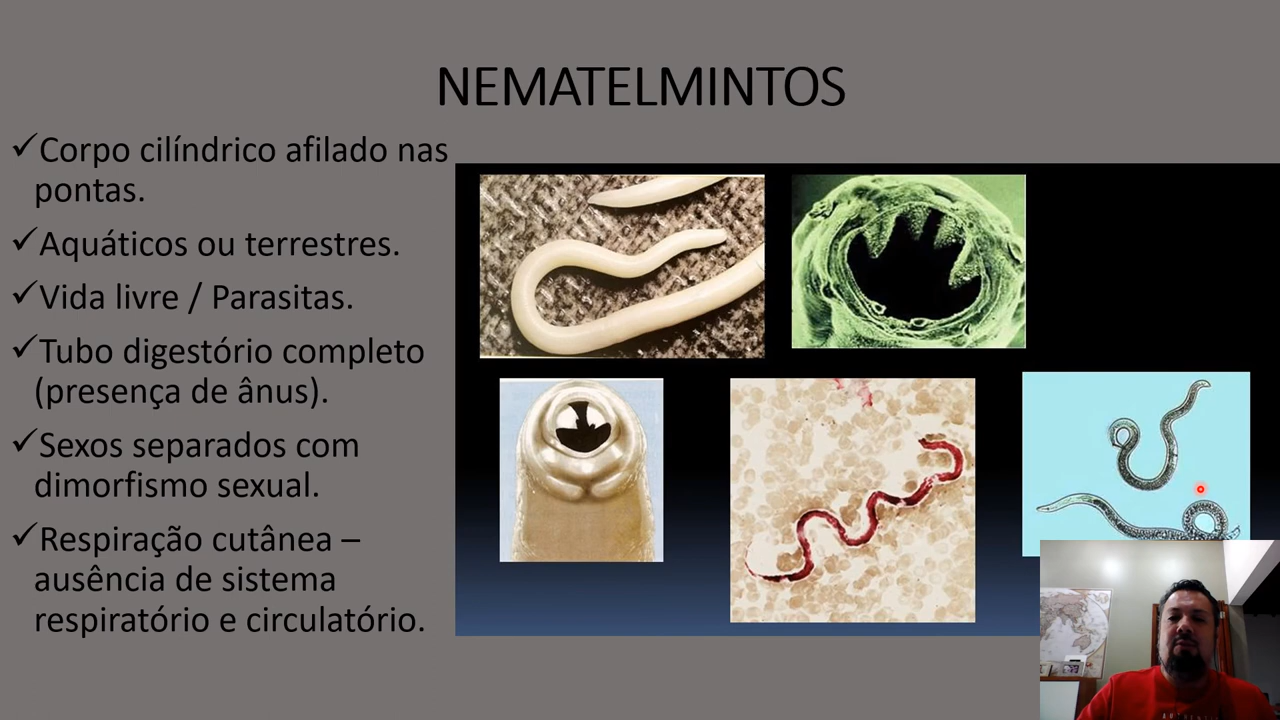 NEMATELMINTOS
✓Corpo cilíndrico afilado nas
pontas.
✓Aquáticos ou terrestres.
✓Vida livre / Parasitas.
✓Tubo digestório completo
(presença de ânus).
✓Sexos separados com
dimorfismo sexual.
✓Respiração cutânea –
ausência de sistema
respiratório e circulatório.